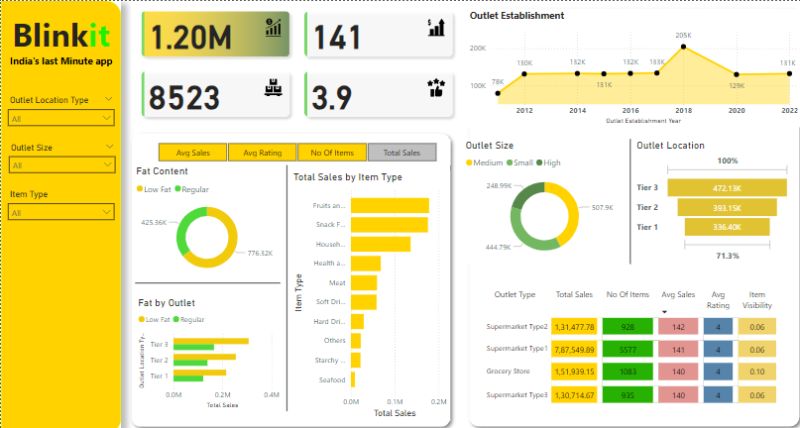 Blinkit
India's last Minute app
Outlet Location Type
All
Outlet Size
All
Item Type
All
1.20M
141
8523
3.9
Avg Sales
Avg Rating
No Of Items
Total Sales
Fat Content
Low Fat
Regular
425.36K
776.32K
Fat by Outlet
Low Fat
Regular
Outlet Location Ty...
Tier 3
Tier 2
Tier 1
0.0M
0.2M
0.4M
Total Sales
Total Sales by Item Type
Item Type
Fruits an...
Snack F...
Househ...
Health a...
Meat
Soft Dri...
Hard Dri...
Others
Starchy ...
Seafood
0.0M
0.1M
0.2M
Total Sales
Outlet Establishment
200K
100K
78K
130K
132K
131K
132K
133K
205K
129K
131K
2012
2014
2016
2018
2020
2022
Outlet Establishment Year
Outlet Size
Medium
Small
High
248.99K
507.9K
444.79K
Outlet Location
100%
Tier 3
472.13K
Tier 2
393.15K
Tier 1
336.40K
71.3%
Outlet Type Total Sales No Of Items Avg Sales Avg Rating Item Visibility
Supermarket Type2 1,31,477.78 928 142 4 0.06
Supermarket Type1 7,87,549.89 5577 141 4 0.06
Grocery Store 1,51,939.15 1083 140 4 0.10
Supermarket Type3 1,30,714.67 935 140 4 0.06